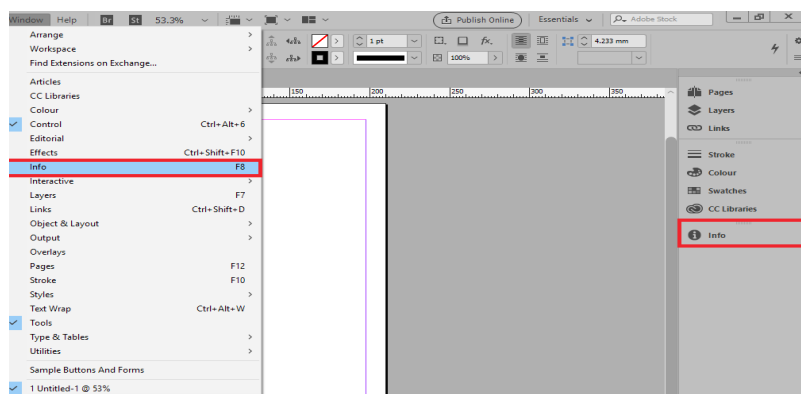 Window Help Br St 53.3% Publish Online Essentials Adobe Stock
Arrange
Workspace
Find Extensions on Exchange...
Articles
CC Libraries
Colour
Control Ctrl+Alt+6
Editorial
Effects Ctrl+Shift+F10
Info F8
Interactive
Layers F7
Links Ctrl+Shift+D
Object & Layout
Output
Overlays
Pages F12
Stroke F10
Styles
Text Wrap Ctrl+Alt+W
Tools
Type & Tables
Utilities
Sample Buttons And Forms
1 Untitled-1 @ 53%
1 pt fx. 4.233 mm
100%
150 200 250 300 350
Pages
Layers
Links
Stroke
Colour
Swatches
CC Libraries
Info